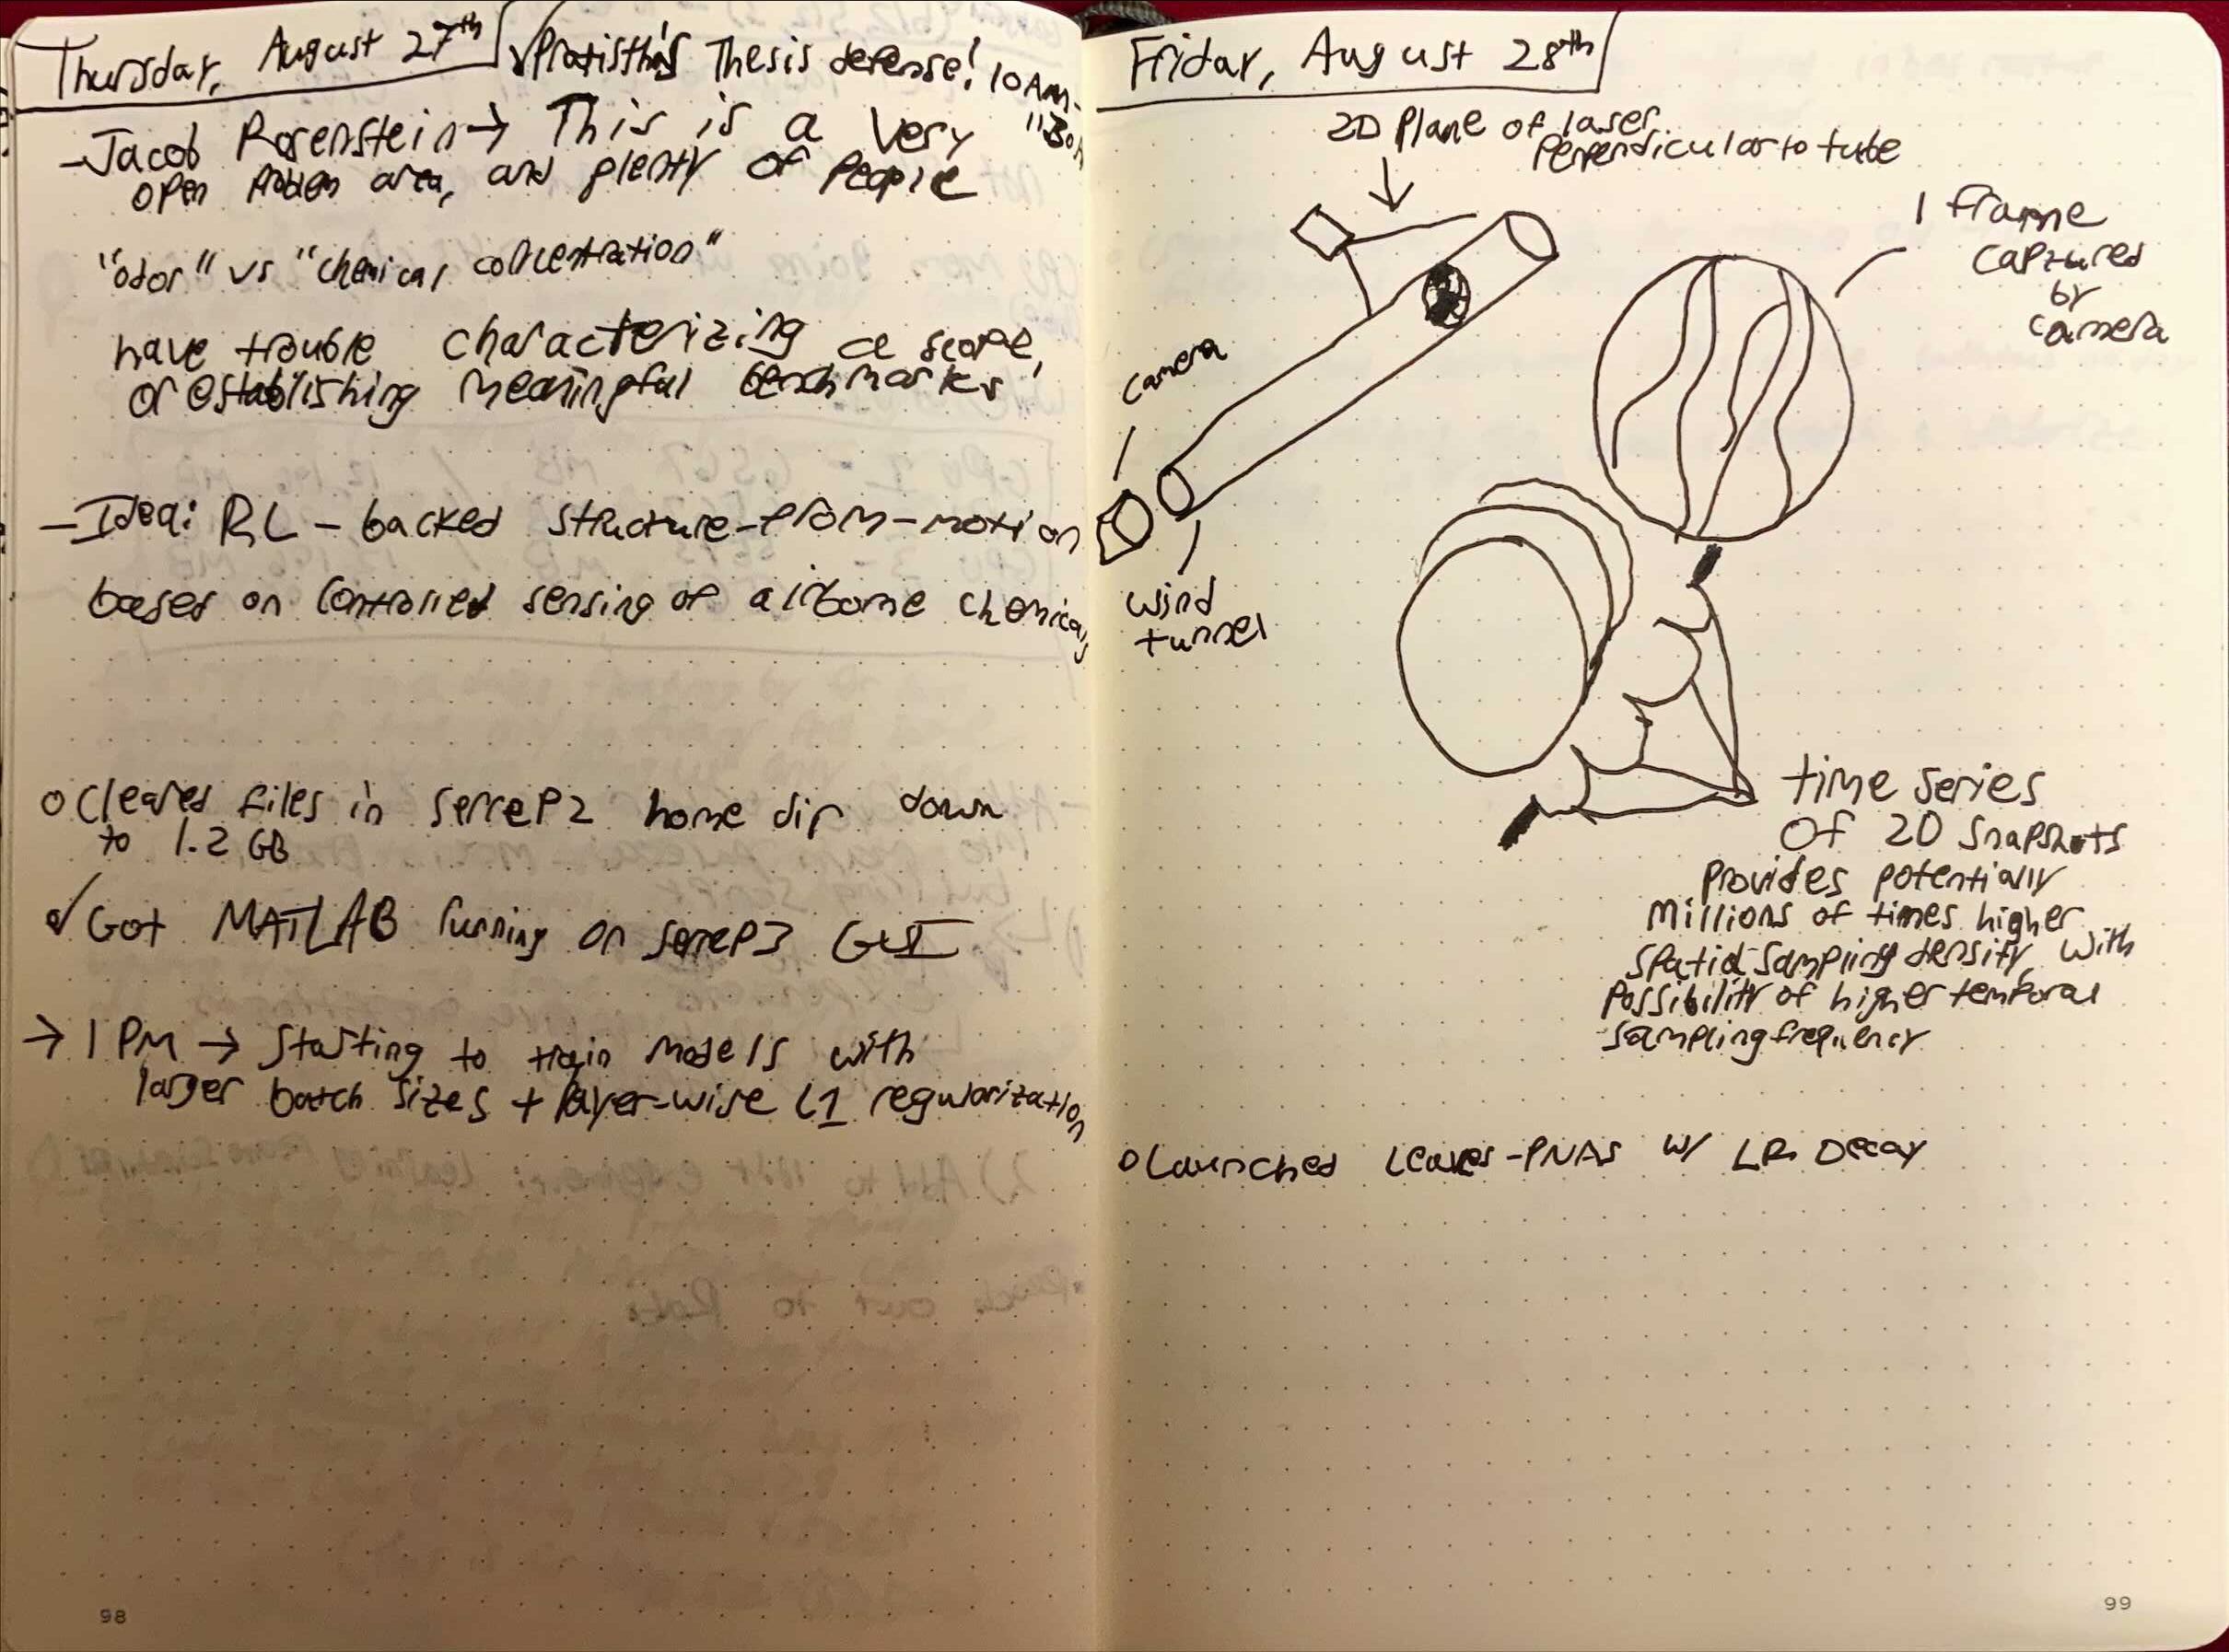 Thursday, August 27th
√Pratistha's Thesis defense! 10 AM-
- Jacob Rosenstein → This is a very
open problem area, and plenty of people
"odor" vs "chemical concentration"
have trouble characterizing a scope,
or establishing meaningful benchmarks
- Idea: RL-backed structure-from-motion
based on controlled sensing of airborne chemicals
o Cleared files in serrep2 home dir down
to 1.2 GB
√ Got MATLAB running on serrep3 GUI
→ 1 PM → Starting to train models with
larger batch sizes + layer-wise L1 regularization
98
Friday, August 28th
2D Plane of laser
perpendicular to tube
1 frame
captured
by
camera
camera
wind
tunnel
time series
of 2D snapshots
provides potentially
millions of times higher
spatial sampling density, with
possibility of higher temporal
sampling frequency
o Launched Leaves-PNAS w/ LR Decay
99